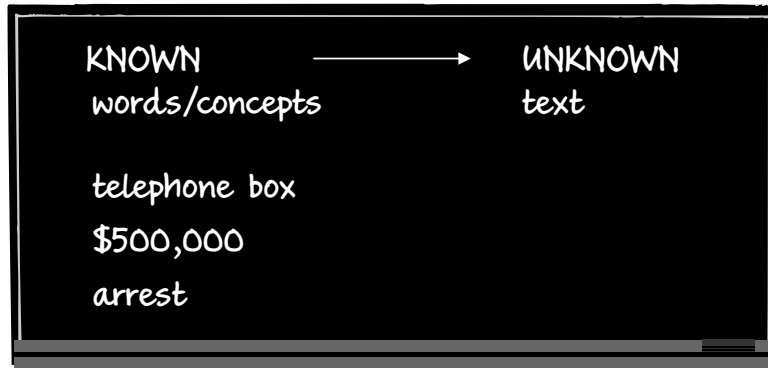 KNOWN UNKNOWN
words/concepts text
telephone box
$500,000
arrest